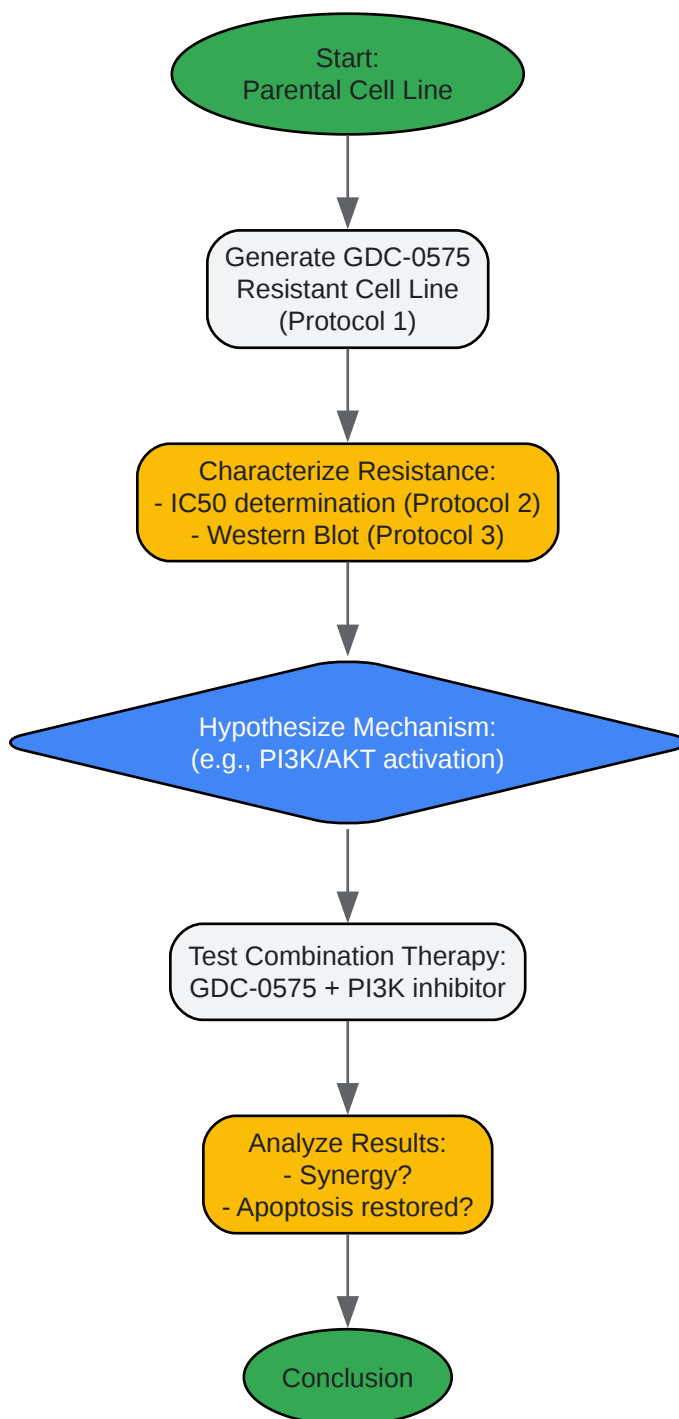 Start:
Parental Cell Line
Generate GDC-0575
Resistant Cell Line
(Protocol 1)
Characterize Resistance:
- IC50 determination (Protocol 2)
- Western Blot (Protocol 3)
Hypothesize Mechanism:
(e.g., PI3K/AKT activation)
Test Combination Therapy:
GDC-0575 + PI3K inhibitor
Analyze Results:
- Synergy?
- Apoptosis restored?
Conclusion